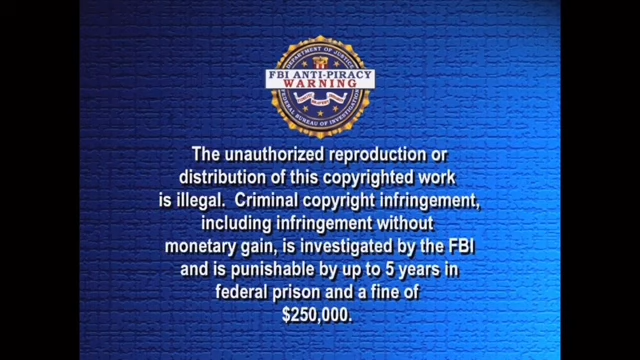 DEPARTMENT OF JUSTICE
FBI ANTI-PIRACY
WARNING
FEDERAL BUREAU OF INVESTIGATION
The unauthorized reproduction or
distribution of this copyrighted work
is illegal.  Criminal copyright infringement,
including infringement without
monetary gain, is investigated by the FBI
and is punishable by up to 5 years in
federal prison and a fine of
$250,000.